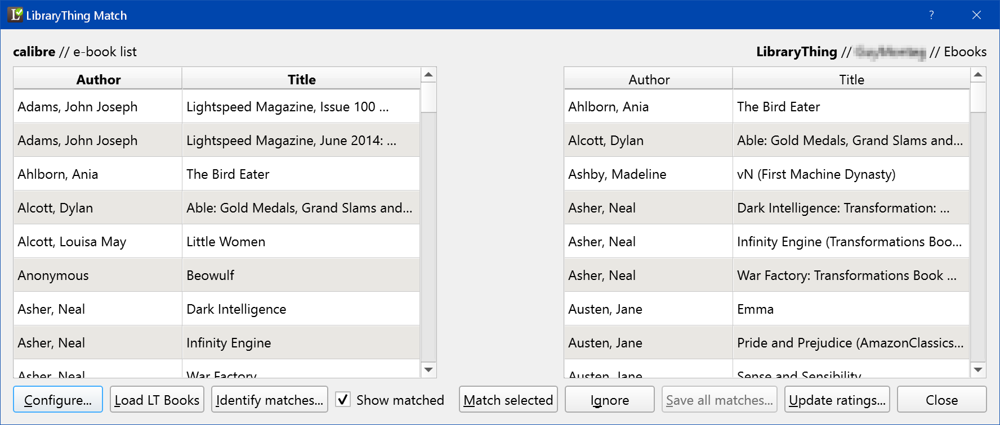 LibraryThing Match
calibre // e-book list
LibraryThing // // Ebooks
Author Title
Adams, John Joseph Lightspeed Magazine, Issue 100 ...
Adams, John Joseph Lightspeed Magazine, June 2014: ...
Ahlborn, Ania The Bird Eater
Alcott, Dylan Able: Gold Medals, Grand Slams and...
Alcott, Louisa May Little Women
Anonymous Beowulf
Asher, Neal Dark Intelligence
Asher, Neal Infinity Engine
Asher, Neal War Factory
Author Title
Ahlborn, Ania The Bird Eater
Alcott, Dylan Able: Gold Medals, Grand Slams and...
Ashby, Madeline vN (First Machine Dynasty)
Asher, Neal Dark Intelligence: Transformation: ...
Asher, Neal Infinity Engine (Transformations Boo...
Asher, Neal War Factory: Transformations Book ...
Austen, Jane Emma
Austen, Jane Pride and Prejudice (AmazonClassics...
Austen, Jane Sense and Sensibility
Configure... Load LT Books Identify matches... Show matched Match selected Ignore Save all matches... Update ratings... Close